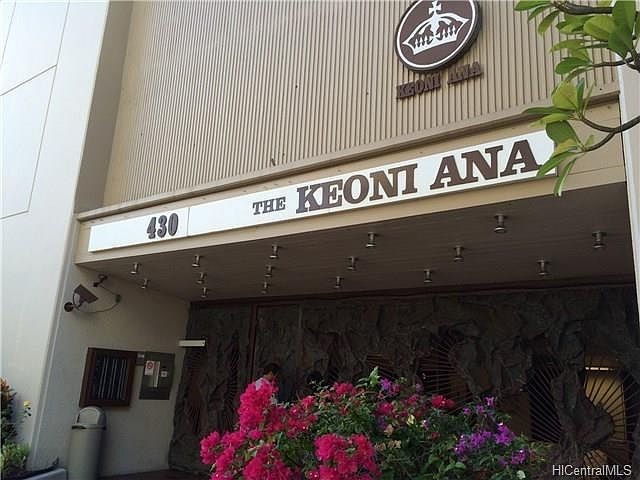 KEONI ANA
430 THE KEONI ANA
HICentralMLS